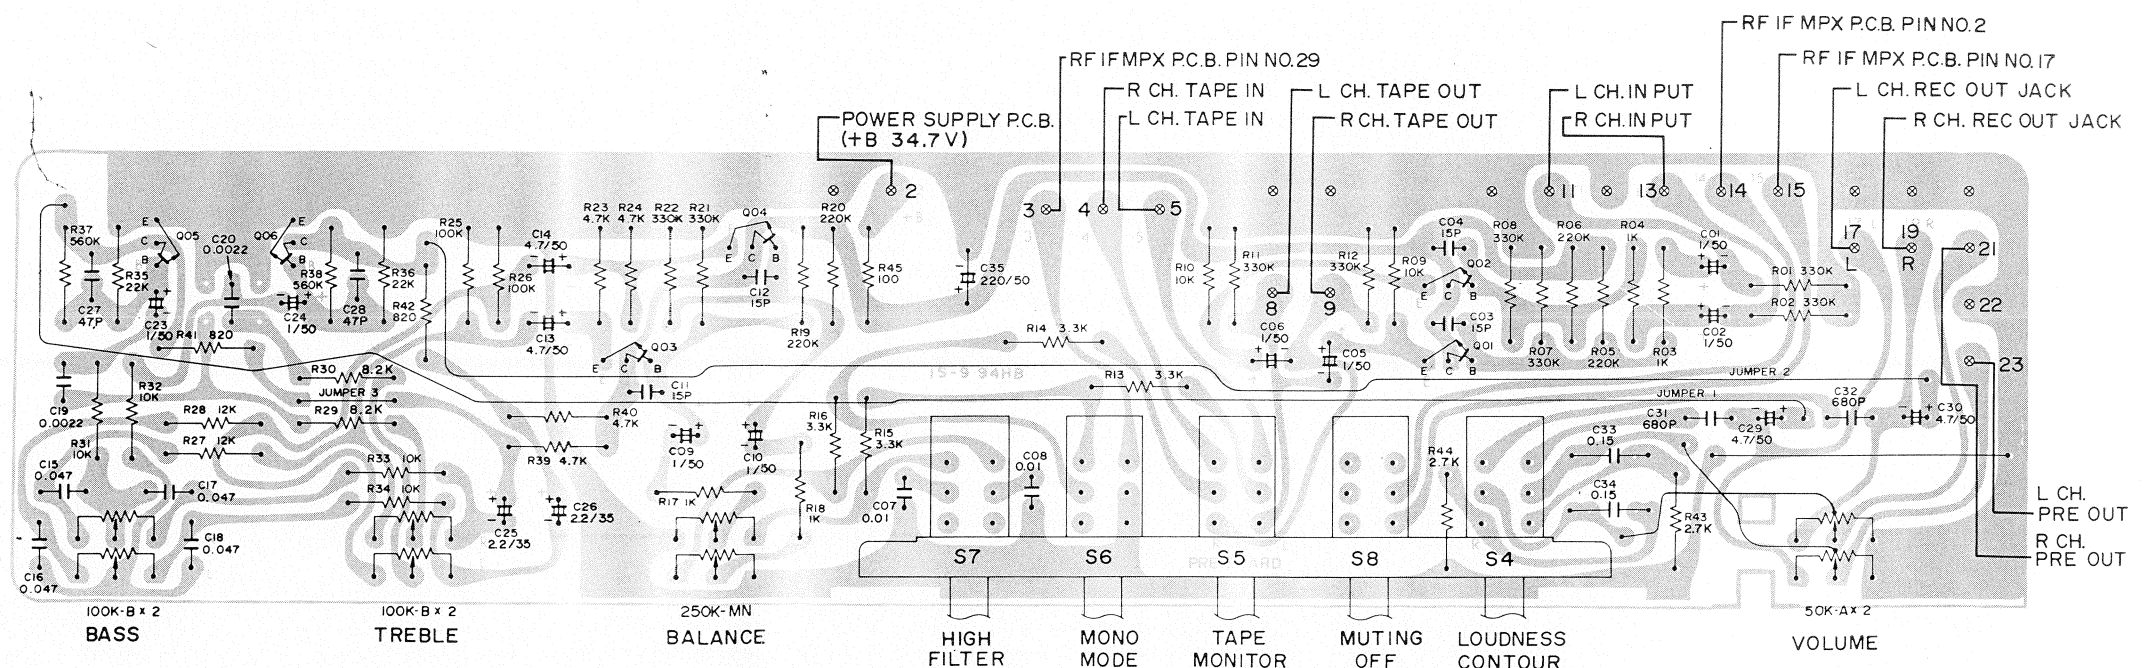 RF IF MPX P.C.B. PIN NO. 2
RF IF MPX P.C.B. PIN NO. 29
RF IF MPX P.C.B. PIN NO. 17
R CH. TAPE IN
L CH. TAPE OUT
L CH. IN PUT
L CH. REC OUT JACK
POWER SUPPLY P.C.B.
(+B 34.7V)
L CH. TAPE IN
R CH. TAPE OUT
R CH. IN PUT
R CH. REC OUT JACK
2
3
4
5
11
13
14
15
17
L
19
R
21
22
23
8
9
R37
560K
E
C
B
Q05
C20
0.0022
Q06
E
C
B
R35
22K
C27
47P
C23
1/50
C24
1/50
R38
560K
C28
47P
R36
22K
R42
820
R41 820
R25
100K
R26
100K
C14
4.7/50
C13
4.7/50
R23
4.7K
R24
4.7K
R22
330K
R21
330K
Q04
E C B
C12
15P
R20
220K
R19
220K
R45
100
C35
220/50
Q03
E C B
C11
15P
R14 3.3K
R13 3.3K
15-9 94HB
R10
10K
R11
330K
C06
1/50
C05
1/50
R12
330K
R09
10K
C04
15P
Q02
E C B
C03
15P
Q01
E C B
R08
330K
R07
330K
R06
220K
R05
220K
R04
1K
R03
1K
C01
1/50
C02
1/50
R01 330K
R02 330K
JUMPER 2
JUMPER 1
C31
680P
C29
4.7/50
C32
680P
C30
4.7/50
C19
0.0022
R31
10K
R32
10K
R28 12K
R27 12K
R30 8.2K
JUMPER 3
R29 8.2K
R33 10K
R34 10K
R40
4.7K
R39 4.7K
C15
0.047
C17
0.047
C16
0.047
C18
0.047
C25
2.2/35
C26
2.2/35
C09
1/50
C10
1/50
R17 1K
R18
1K
R16
3.3K
R15
3.3K
C07
0.01
C08
0.01
R44
2.7K
C33
0.15
C34
0.15
R43
2.7K
L CH.
PRE OUT
R CH.
PRE OUT
S7
S6
S5
S8
S4
100K-B x 2
BASS
100K-B x 2
TREBLE
250K-MN
BALANCE
HIGH
FILTER
MONO
MODE
TAPE
MONITOR
MUTING
OFF
LOUDNESS
CONTOUR
50K-A x 2
VOLUME